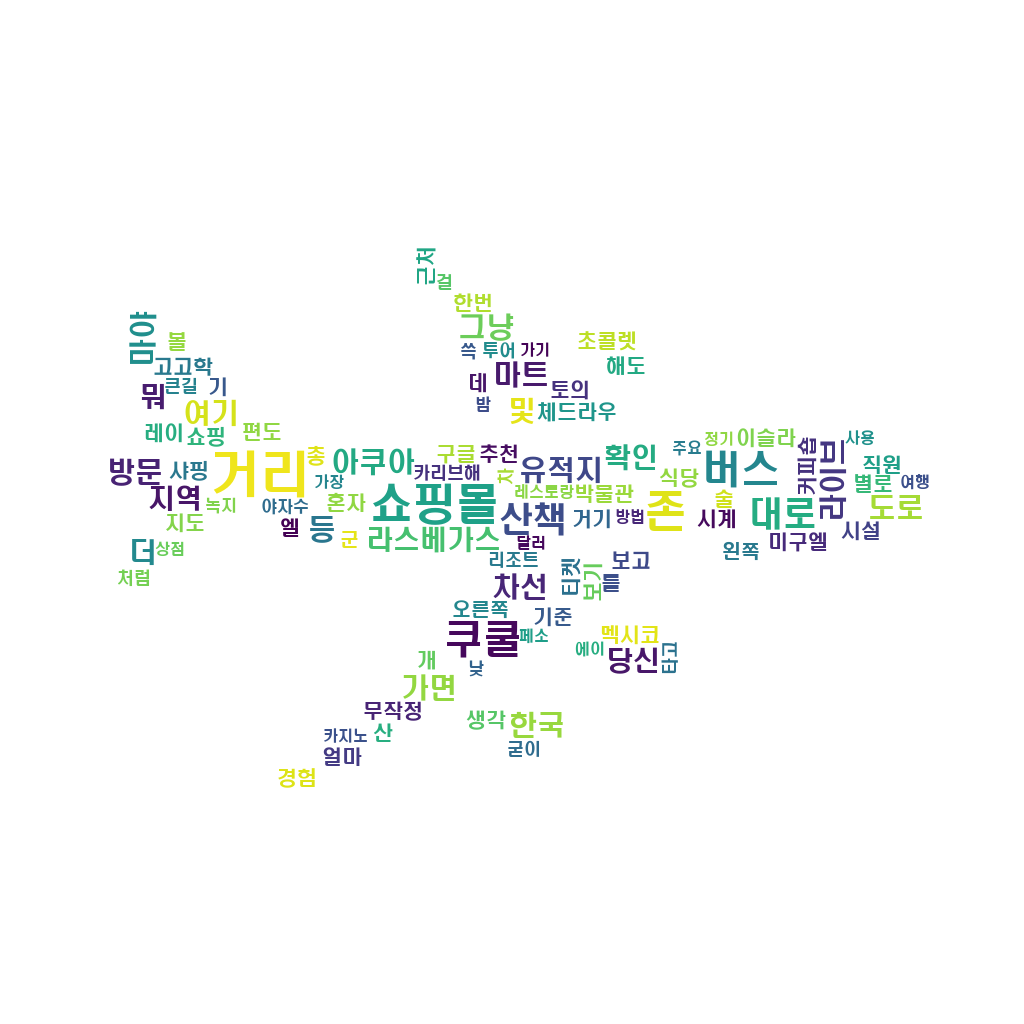 근처
걸
한번
그냥
마야
볼
초콜렛
쓱
투어
가기
고고학
해도
마트
데
토의
큰길
기
뭐
밤
및
체드라우
여기
레이
쇼핑
편도
총
아쿠아
구글
추천
확인
주요
정기
이슬라
사용
방문
샤핑
거리
가장
카리브해
차
유적지
식당
버스
커피숍
라이브
직원
별로
여행
지역
녹지
야자수
혼자
쇼핑몰
레스토랑
박물관
존
술
지도
엘
등
군
라스베가스
산책
거기
방법
시계
대로
도로
시설
더
상점
달러
왼쪽
미구엘
처럼
리조트
티켓
보기
보고
들
차선
오른쪽
기준
쿠쿨
페소
멕시코
에이
당신
타고
개
낮
가면
무작정
생각
한국
카지노
산
굳이
얼마
경험